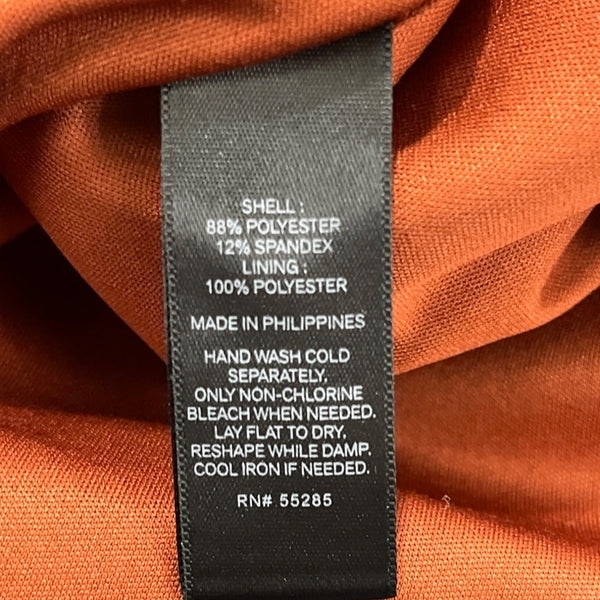 SHELL :
88% POLYESTER
12% SPANDEX
LINING :
100% POLYESTER
MADE IN PHILIPPINES
HAND WASH COLD
SEPARATELY,
ONLY NON-CHLORINE
BLEACH WHEN NEEDED.
LAY FLAT TO DRY,
RESHAPE WHILE DAMP.
COOL IRON IF NEEDED.
RN# 55285